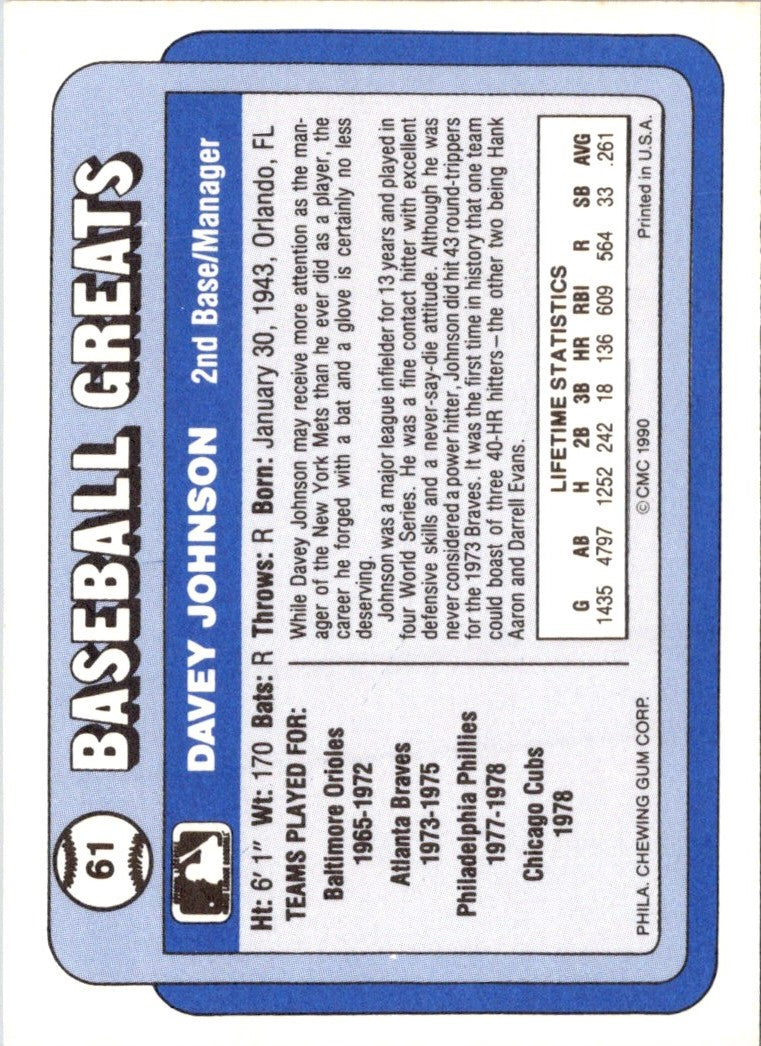 61
BASEBALL GREATS
DAVEY JOHNSON 2nd Base/Manager
Ht: 6' 1" Wt: 170 Bats: R Throws: R Born: January 30, 1943, Orlando, FL
TEAMS PLAYED FOR:
Baltimore Orioles
1965-1972
Atlanta Braves
1973-1975
Philadelphia Phillies
1977-1978
Chicago Cubs
1978
While Davey Johnson may receive more attention as the man-
ager of the New York Mets than he ever did as a player, the
career he forged with a bat and a glove is certainly no less
deserving.
Johnson was a major league infielder for 13 years and played in
four World Series. He was a fine contact hitter with excellent
defensive skills and a never-say-die attitude. Although he was
never considered a power hitter, Johnson did hit 43 round-trippers
for the 1973 Braves. It was the first time in history that one team
could boast of three 40-HR hitters—the other two being Hank
Aaron and Darrell Evans.
LIFETIME STATISTICS
G AB H 2B 3B HR RBI R SB AVG
1435 4797 1252 242 18 136 609 564 33 .261
PHILA. CHEWING GUM CORP. © CMC 1990 Printed in U.S.A.